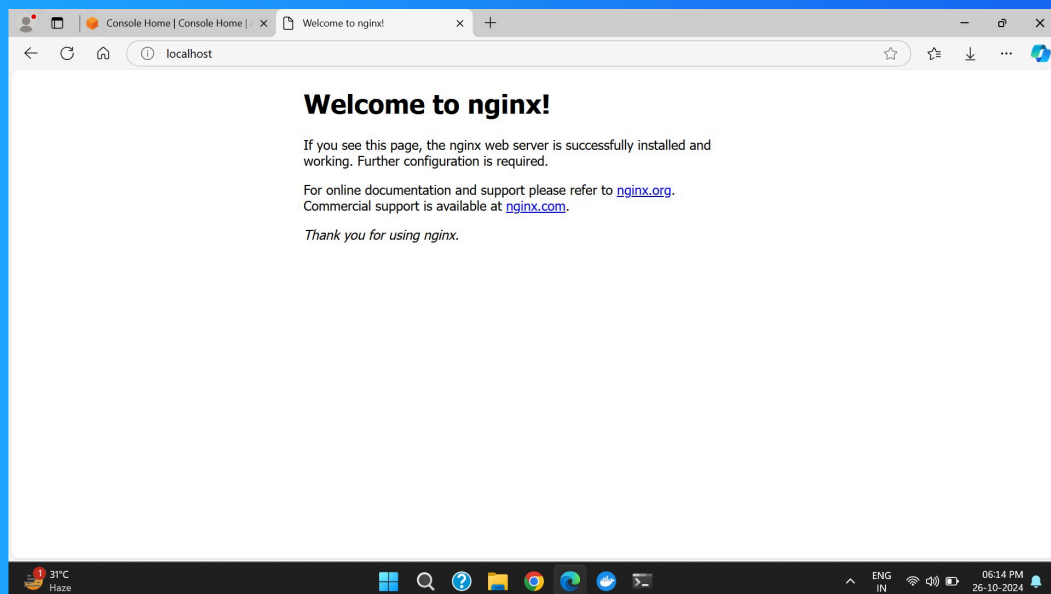 Console Home | Console Home |
Welcome to nginx!
localhost
Welcome to nginx!
If you see this page, the nginx web server is successfully installed and
working. Further configuration is required.
For online documentation and support please refer to nginx.org.
Commercial support is available at nginx.com.
Thank you for using nginx.
1
31°C
Haze
ENG
IN
06:14 PM
26-10-2024